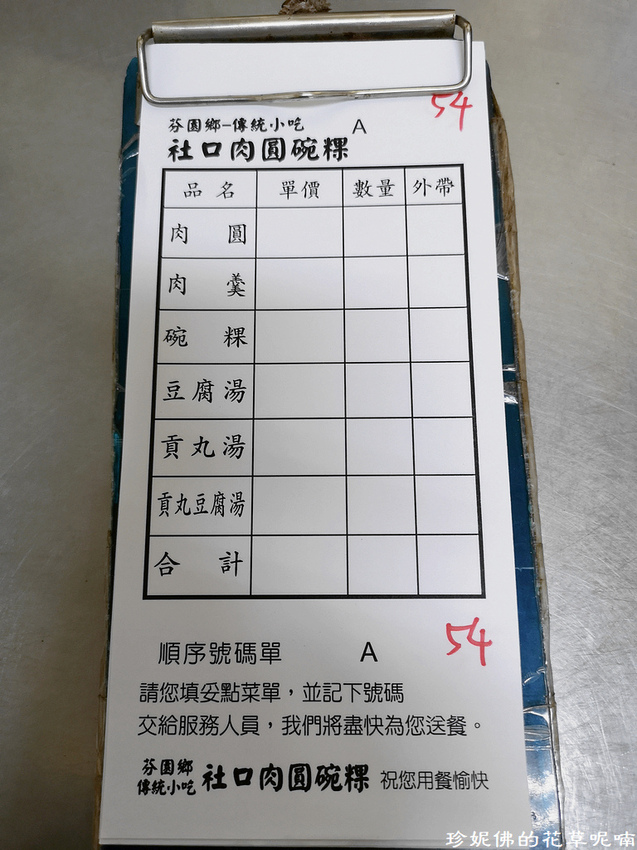 54
芬園鄉-傳統小吃 A
社口肉圓碗粿
品名 單價 數量 外帶
肉圓
肉羹
碗粿
豆腐湯
貢丸湯
貢丸豆腐湯
合計
54
順序號碼單 A
請您填妥點菜單，並記下號碼
交給服務人員，我們將盡快為您送餐。
芬園鄉
傳統小吃 社口肉圓碗粿 祝您用餐愉快
珍妮佛的花草呢喃